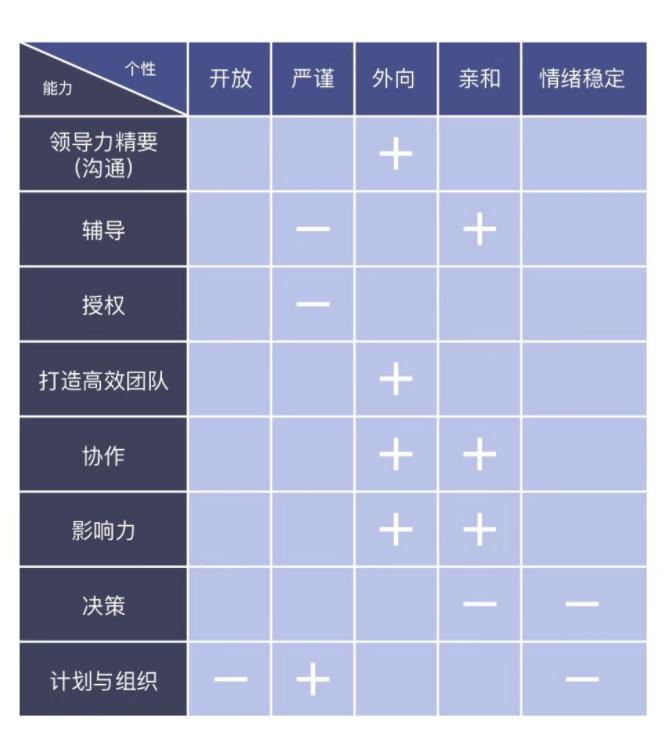 个性
能力
开放 严谨 外向 亲和 情绪稳定
领导力精要
(沟通) +
辅导 — +
授权 —
打造高效团队 +
协作 + +
影响力 + +
决策 — —
计划与组织 — + —